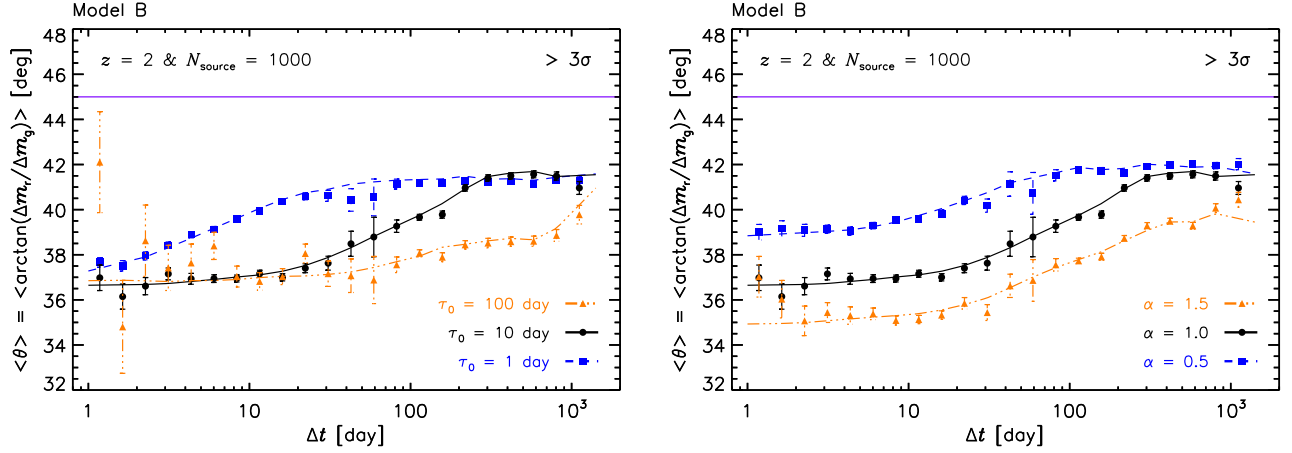 Model B
z = 2 & N_source = 1000
> 3σ
<θ> = <arctan(Δm_r/Δm_g)> [deg]
48
46
44
42
40
38
36
34
32
τ_0 = 100 day
τ_0 = 10 day
τ_0 = 1 day
1 10 100 10^3
Δt [day]
Model B
z = 2 & N_source = 1000
> 3σ
<θ> = <arctan(Δm_r/Δm_g)> [deg]
48
46
44
42
40
38
36
34
32
α = 1.5
α = 1.0
α = 0.5
1 10 100 10^3
Δt [day]